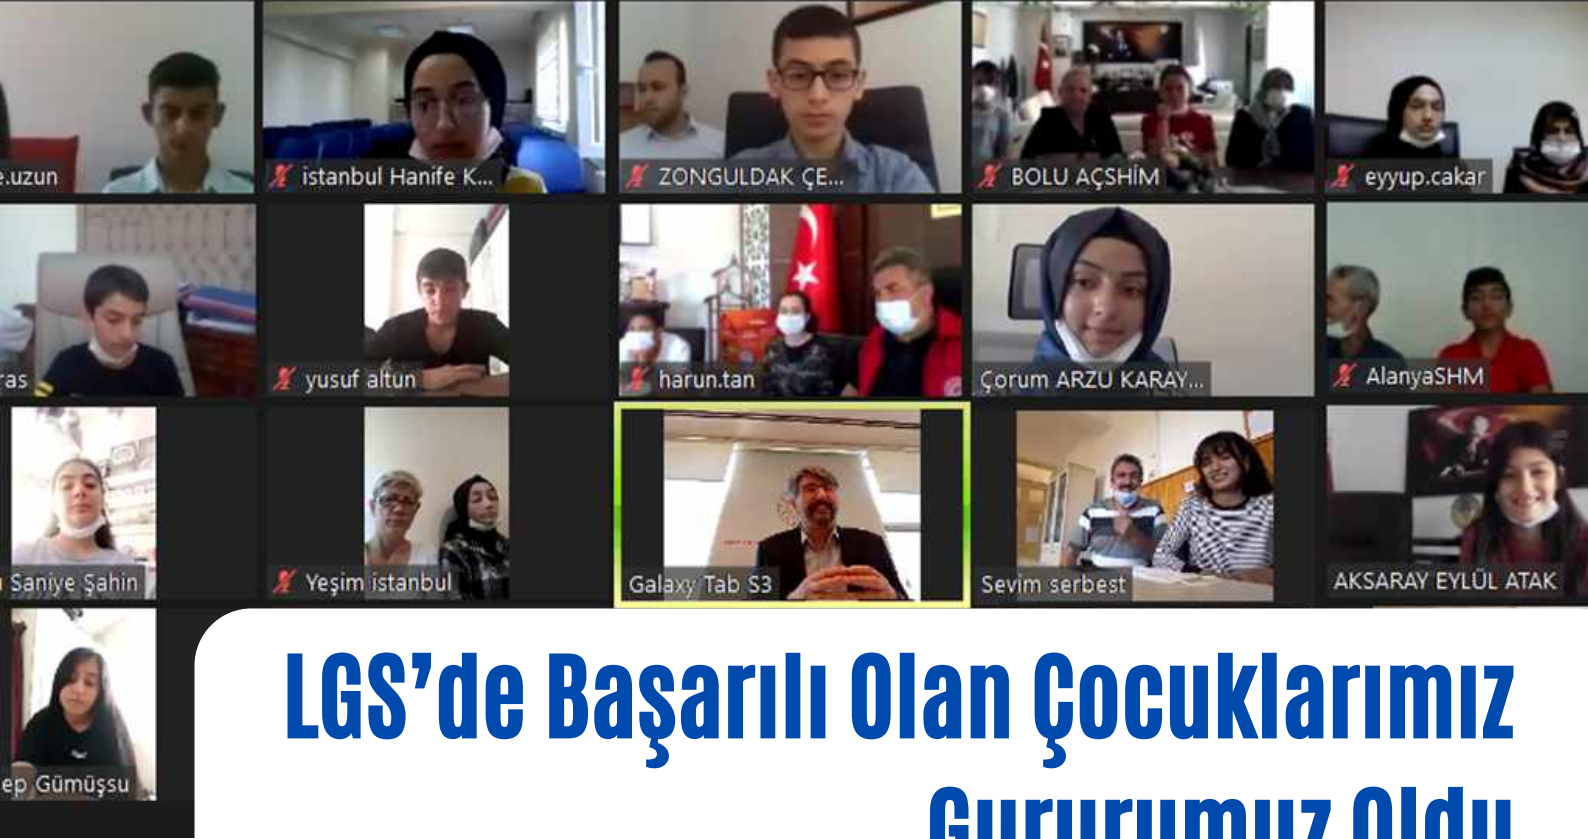 e.uzun
istanbul Hanife K...
ZONGULDAK ÇE...
BOLU AÇSHİM
eyyup.cakar
ras
yusuf altun
harun.tan
Çorum ARZU KARAY...
AlanyaSHM
Saniye Şahin
Yeşim istanbul
Galaxy Tab S3
Sevim serbest
AKSARAY EYLÜL ATAK
ep Gümüşsu
LGS’de Başarılı Olan Çocuklarımız
Gururumuz Oldu